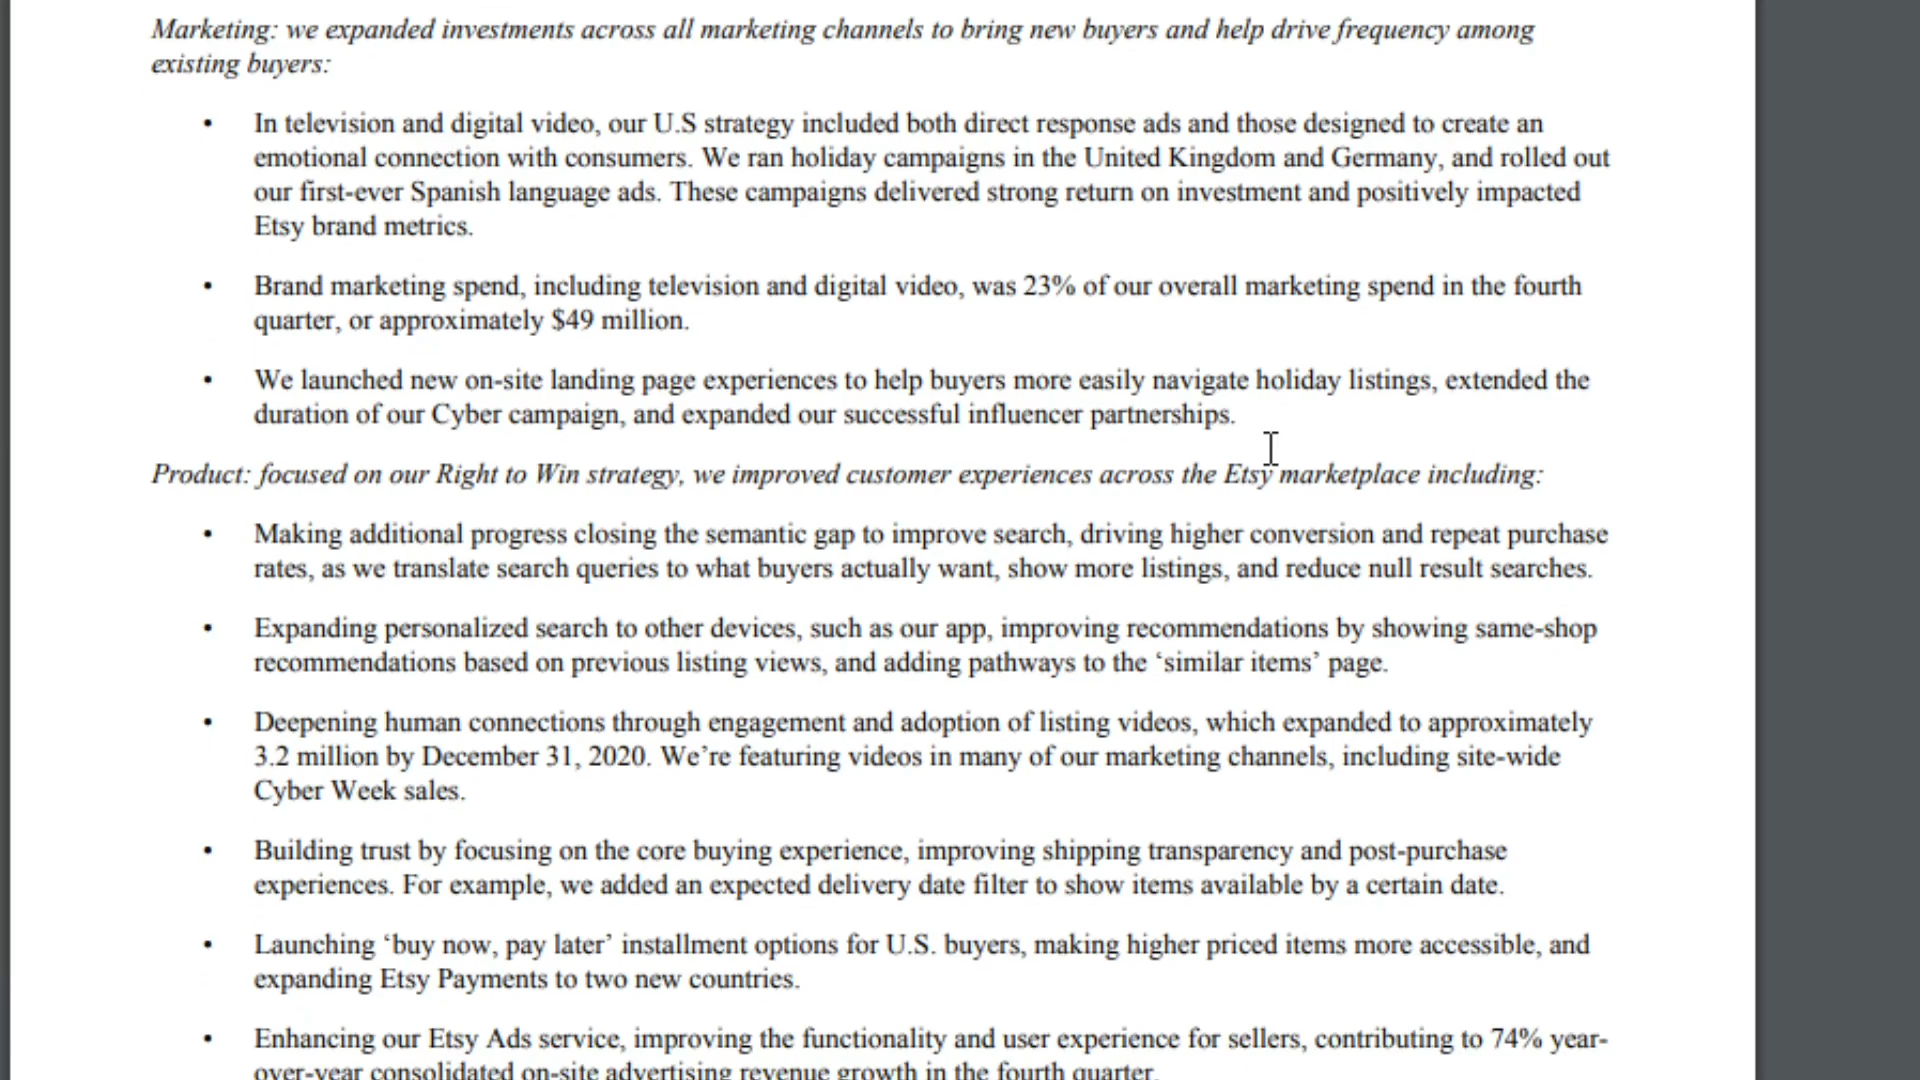 Marketing: we expanded investments across all marketing channels to bring new buyers and help drive frequency among
existing buyers:
• In television and digital video, our U.S strategy included both direct response ads and those designed to create an
emotional connection with consumers. We ran holiday campaigns in the United Kingdom and Germany, and rolled out
our first-ever Spanish language ads. These campaigns delivered strong return on investment and positively impacted
Etsy brand metrics.
• Brand marketing spend, including television and digital video, was 23% of our overall marketing spend in the fourth
quarter, or approximately $49 million.
• We launched new on-site landing page experiences to help buyers more easily navigate holiday listings, extended the
duration of our Cyber campaign, and expanded our successful influencer partnerships.
Product: focused on our Right to Win strategy, we improved customer experiences across the Etsy marketplace including:
• Making additional progress closing the semantic gap to improve search, driving higher conversion and repeat purchase
rates, as we translate search queries to what buyers actually want, show more listings, and reduce null result searches.
• Expanding personalized search to other devices, such as our app, improving recommendations by showing same-shop
recommendations based on previous listing views, and adding pathways to the ‘similar items’ page.
• Deepening human connections through engagement and adoption of listing videos, which expanded to approximately
3.2 million by December 31, 2020. We’re featuring videos in many of our marketing channels, including site-wide
Cyber Week sales.
• Building trust by focusing on the core buying experience, improving shipping transparency and post-purchase
experiences. For example, we added an expected delivery date filter to show items available by a certain date.
• Launching ‘buy now, pay later’ installment options for U.S. buyers, making higher priced items more accessible, and
expanding Etsy Payments to two new countries.
• Enhancing our Etsy Ads service, improving the functionality and user experience for sellers, contributing to 74% year-
over-year consolidated on-site advertising revenue growth in the fourth quarter.